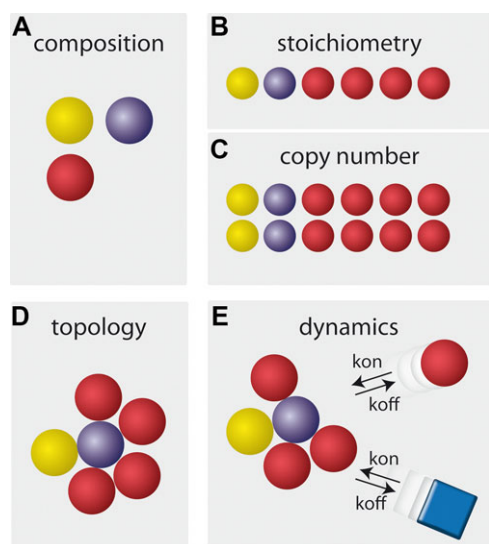 A
composition
B
stoichiometry
C
copy number
D
topology
E
dynamics
kon
koff
kon
koff